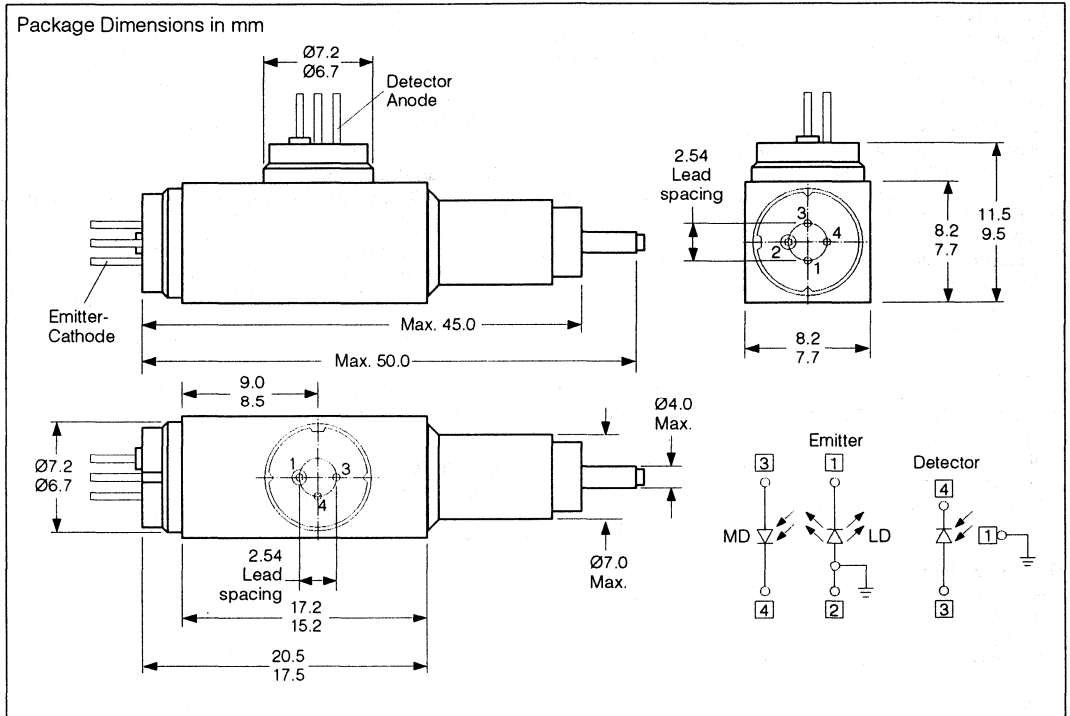 Package Dimensions in mm
Ø7.2
Ø6.7
Detector
Anode
2.54
Lead
spacing
3
4
2
1
8.2
7.7
11.5
9.5
8.2
7.7
Emitter-
Cathode
Max. 45.0
Max. 50.0
9.0
8.5
Ø7.2
Ø6.7
1
3
4
2.54
Lead
spacing
17.2
15.2
20.5
17.5
Ø4.0
Max.
Ø7.0
Max.
Emitter
Detector
3
1
4
MD
LD
1
4
2
3